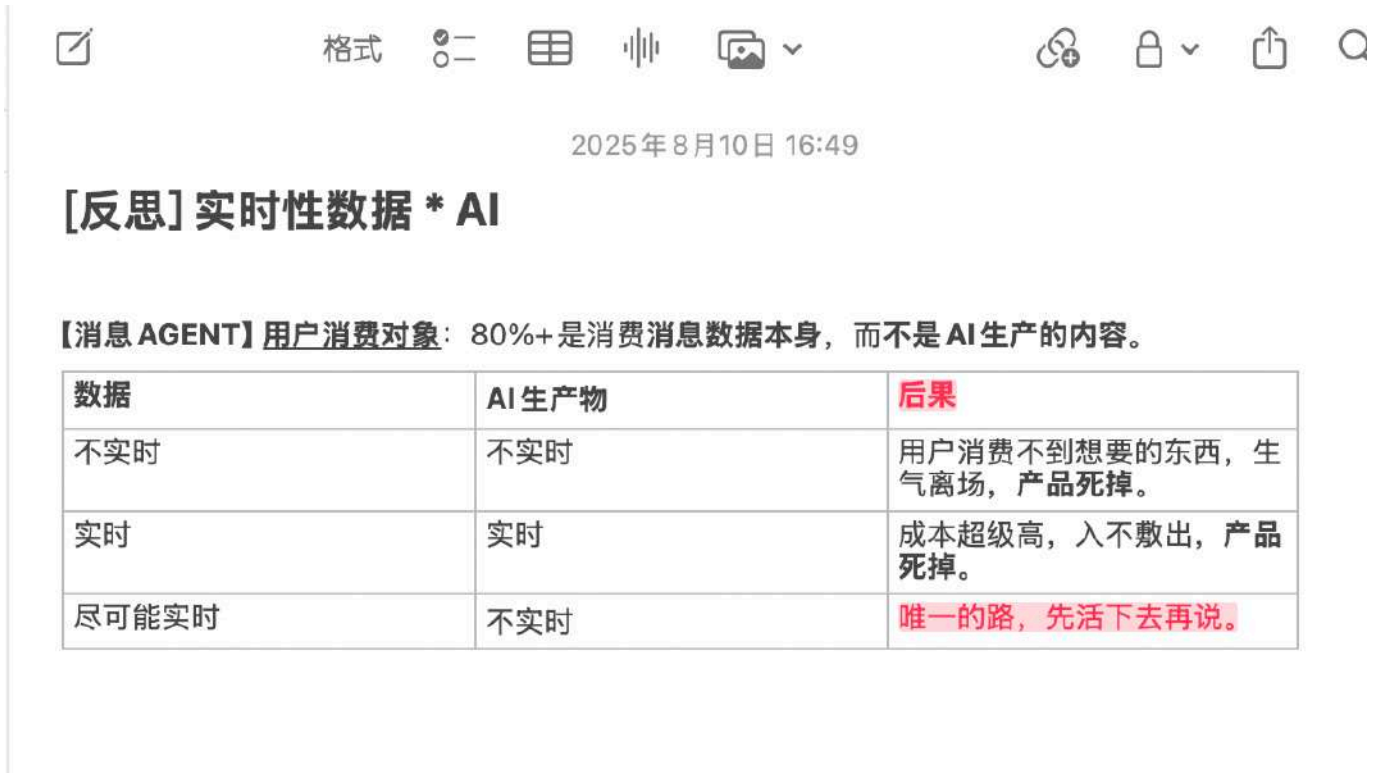 格式
2025年8月10日 16:49
[反思] 实时性数据 * AI
【消息 AGENT】用户消费对象：80%+是消费消息数据本身，而不是AI生产的内容。
数据 AI生产物 后果
不实时 不实时 用户消费不到想要的东西，生
气离场，产品死掉。
实时 实时 成本超级高，入不敷出，产品
死掉。
尽可能实时 不实时 唯一的路，先活下去再说。